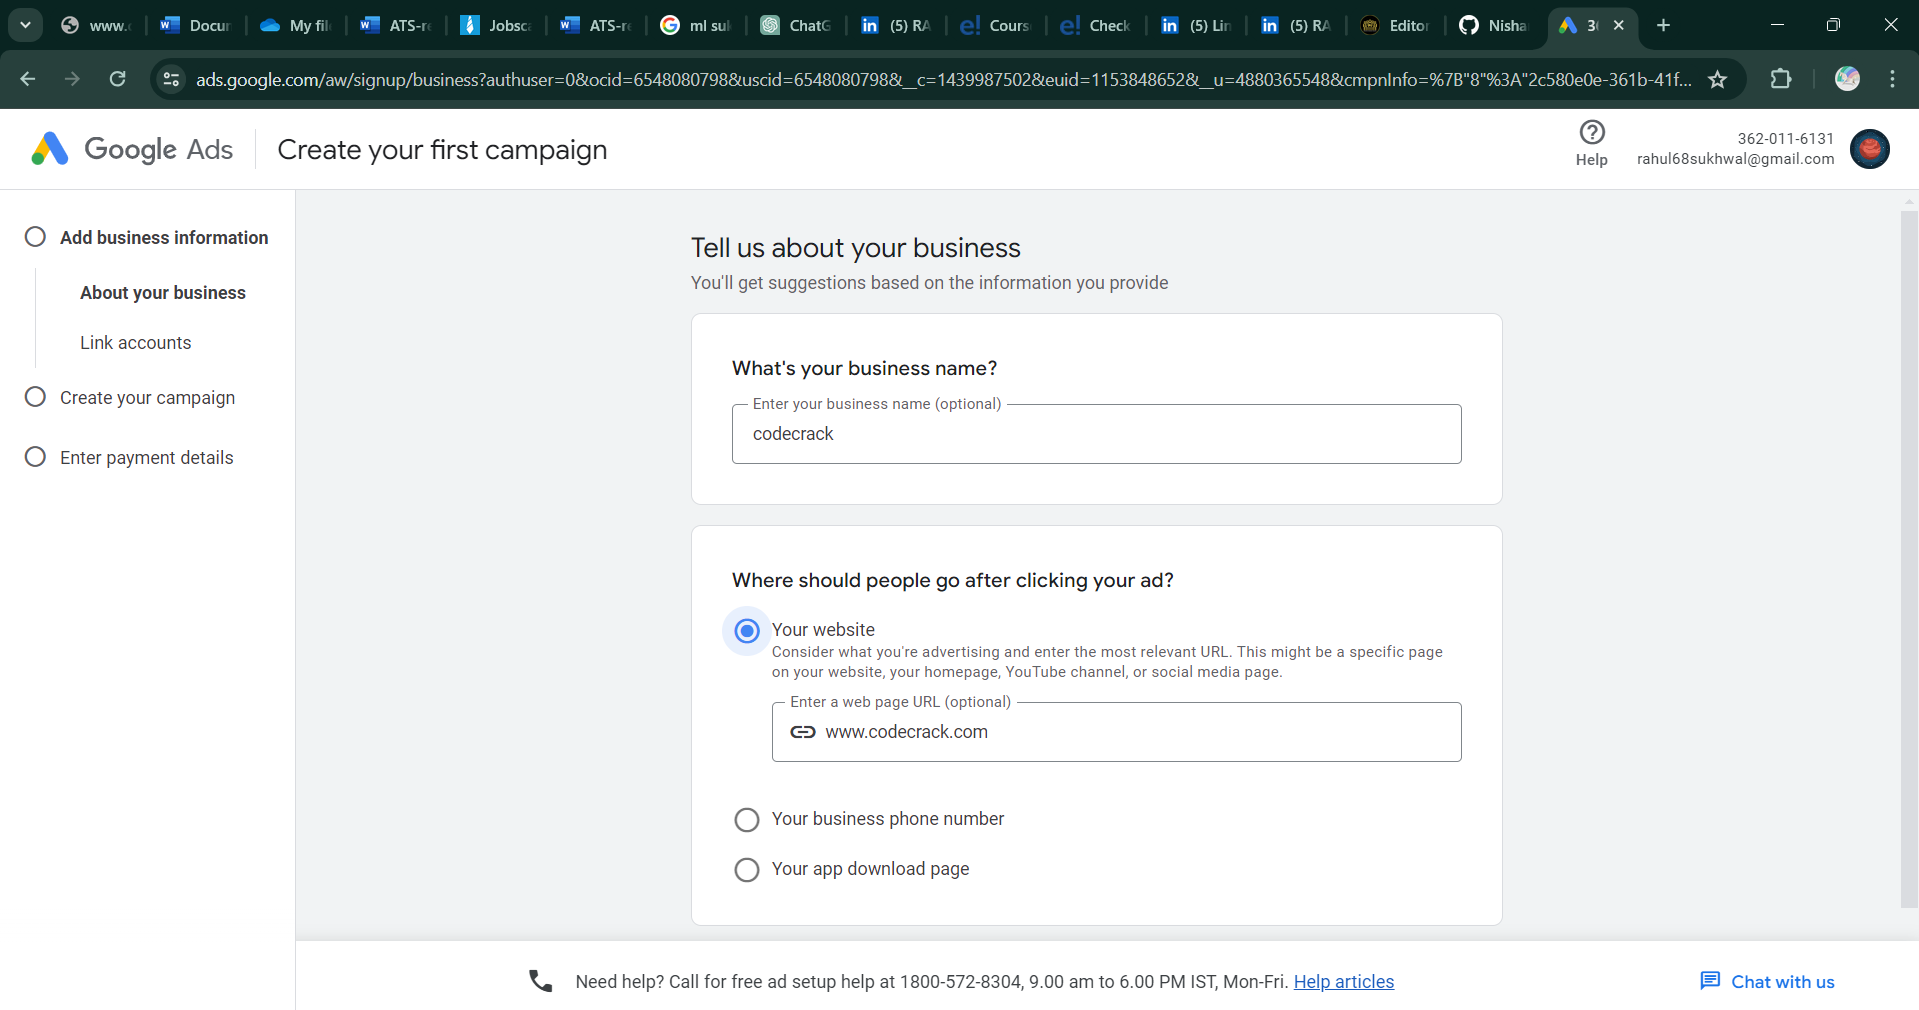 www.
Docun
My fil
ATS-r
Jobsc
ATS-r
ml suk
ChatG
(5) RA
Cours
Check
(5) Lin
(5) RA
Editor
Nisha
36
ads.google.com/aw/signup/business?authuser=0&ocid=6548080798&uscid=6548080798&__c=1439987502&euid=1153848652&__u=4880365548&cmpnInfo=%7B"8"%3A"2c580e0e-361b-41f...
Google Ads
Create your first campaign
Help
362-011-6131
rahul68sukhwal@gmail.com
Add business information
About your business
Link accounts
Create your campaign
Enter payment details
Tell us about your business
You'll get suggestions based on the information you provide
What's your business name?
Enter your business name (optional)
codecrack
Where should people go after clicking your ad?
Your website
Consider what you're advertising and enter the most relevant URL. This might be a specific page
on your website, your homepage, YouTube channel, or social media page.
Enter a web page URL (optional)
www.codecrack.com
Your business phone number
Your app download page
Need help? Call for free ad setup help at 1800-572-8304, 9.00 am to 6.00 PM IST, Mon-Fri. Help articles
Chat with us